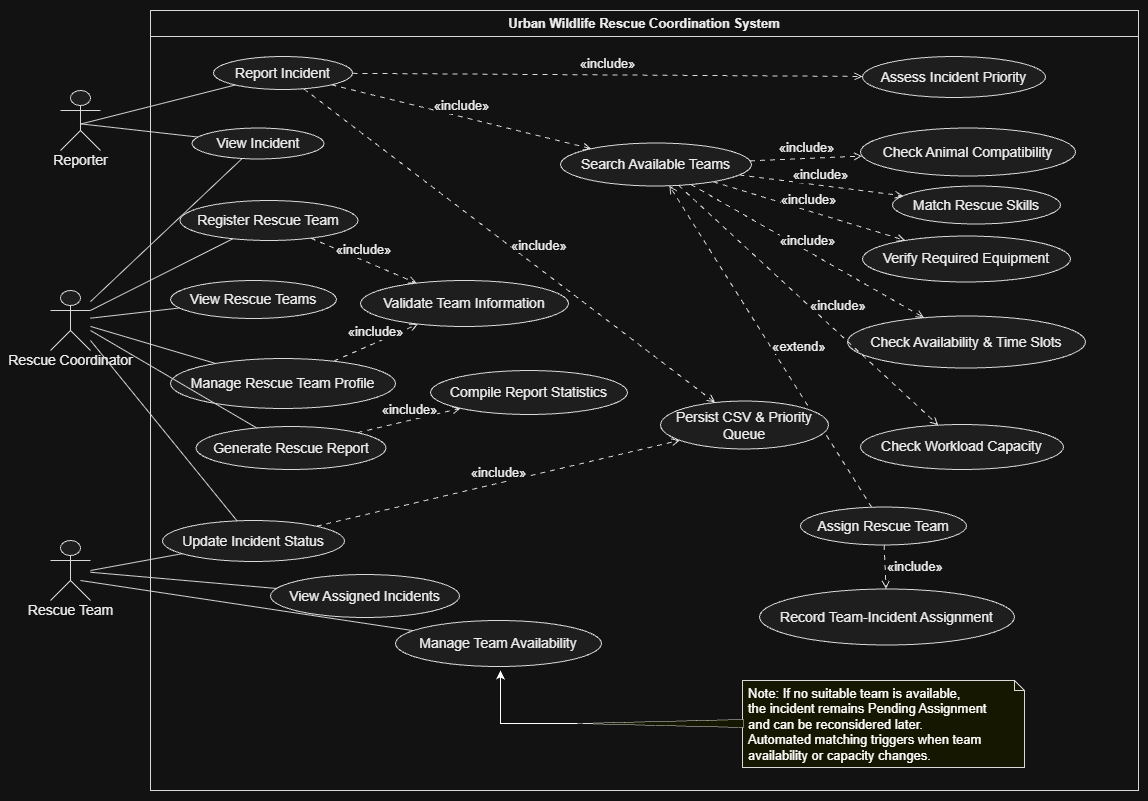 Urban Wildlife Rescue Coordination System
Report Incident
«include»
Assess Incident Priority
Reporter
«include»
View Incident
Search Available Teams
«include»
Check Animal Compatibility
«include»
Match Rescue Skills
«include»
Register Rescue Team
«include»
«include»
«include»
Verify Required Equipment
View Rescue Teams
Validate Team Information
«include»
Rescue Coordinator
«include»
«extend»
Check Availability & Time Slots
Manage Rescue Team Profile
Compile Report Statistics
«include»
Persist CSV & Priority
Queue
Generate Rescue Report
Check Workload Capacity
«include»
Update Incident Status
Assign Rescue Team
«include»
Rescue Team
View Assigned Incidents
Record Team-Incident Assignment
Manage Team Availability
Note: If no suitable team is available,
the incident remains Pending Assignment
and can be reconsidered later.
Automated matching triggers when team
availability or capacity changes.